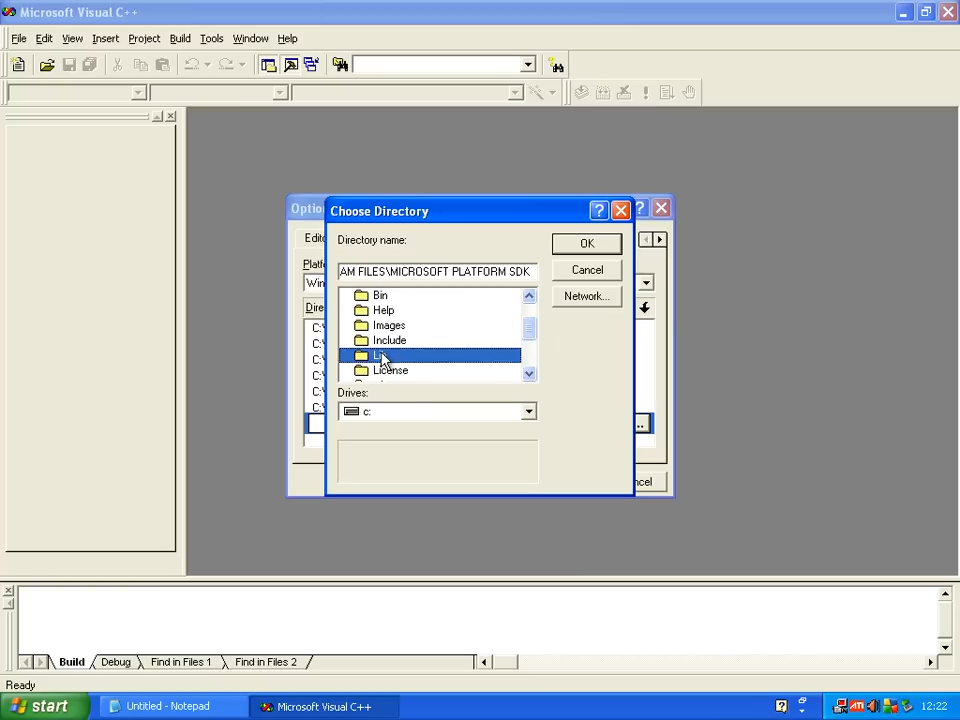 Microsoft Visual C++
File Edit View Insert Project Build Tools Window Help
Choose Directory
Directory name:
OK
AM FILES\MICROSOFT PLATFORM SDK
Cancel
Bin
Network...
Help
Images
Include
License
Drives:
c:
Build Debug Find in Files 1 Find in Files 2
Ready
start Untitled - Notepad Microsoft Visual C++ 12:22